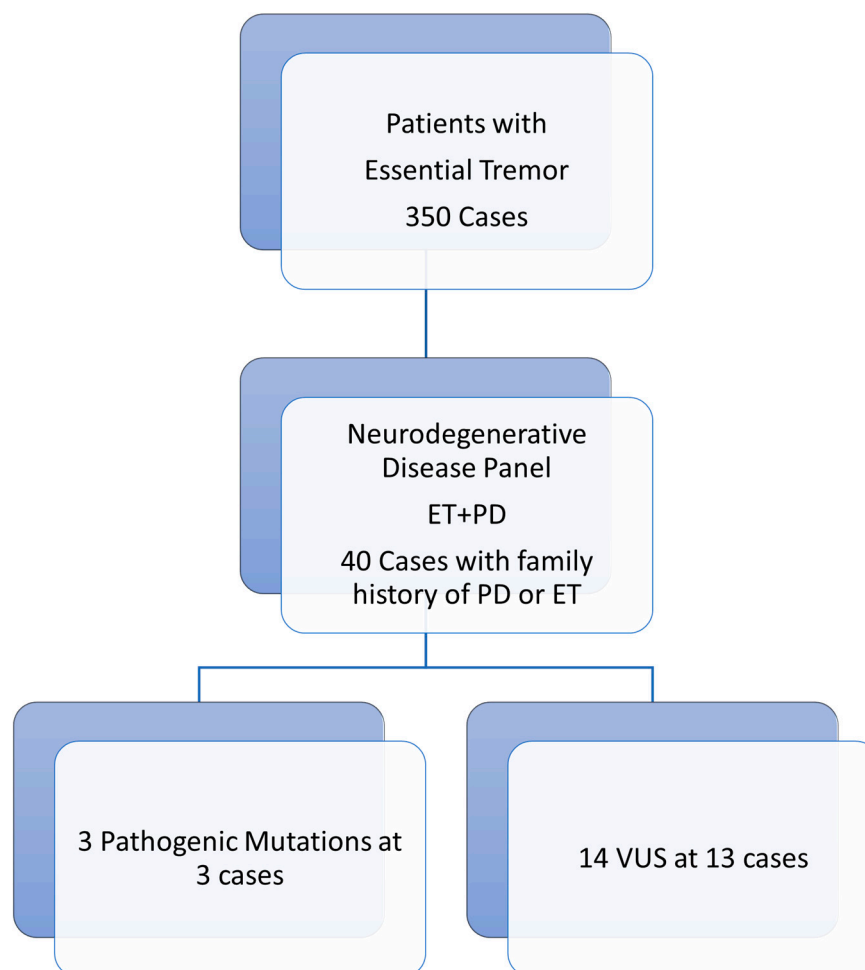 Patients with
Essential Tremor
350 Cases
Neurodegenerative
Disease Panel
ET+PD
40 Cases with family
history of PD or ET
3 Pathogenic Mutations at
3 cases
14 VUS at 13 cases